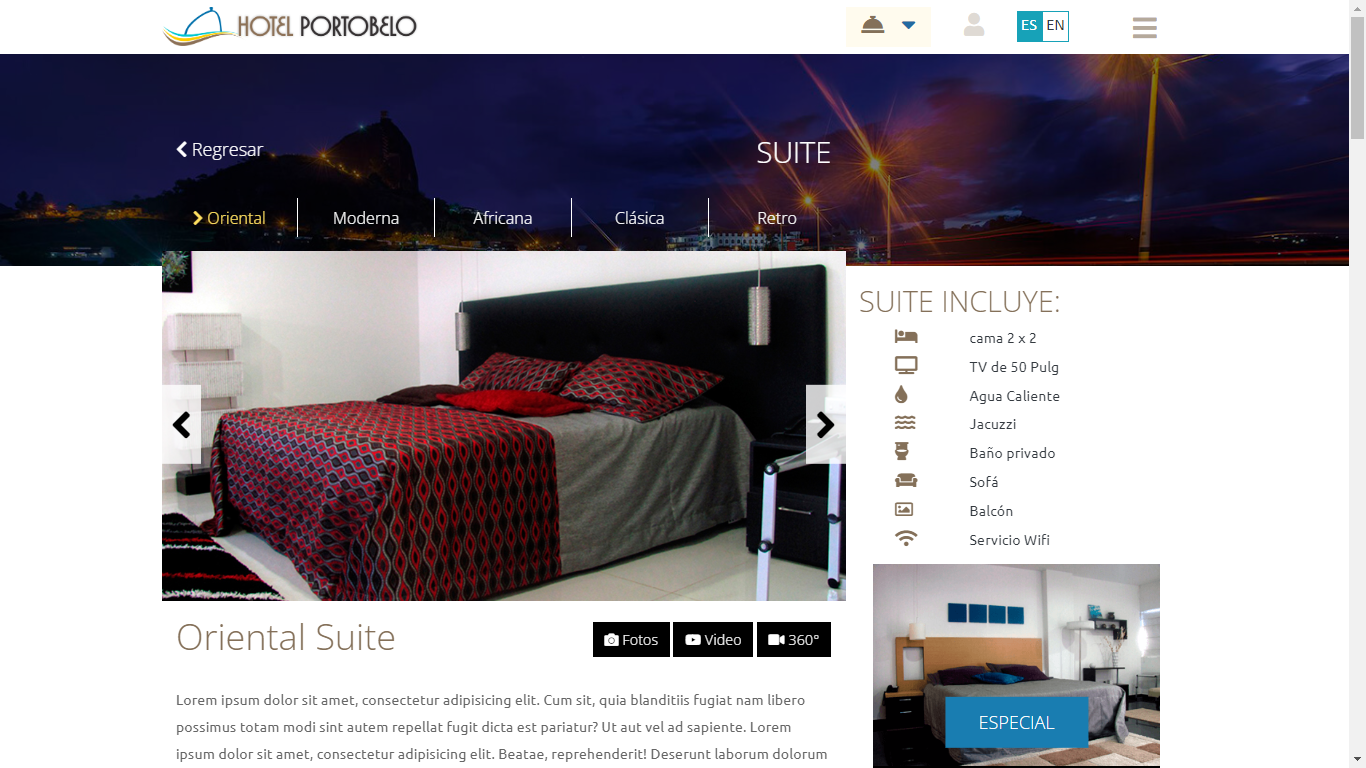 HOTEL PORTOBELO
ES EN
Regresar
SUITE
Oriental
Moderna
Africana
Clásica
Retro
SUITE INCLUYE:
cama 2 x 2
TV de 50 Pulg
Agua Caliente
Jacuzzi
Baño privado
Sofá
Balcón
Servicio Wifi
Oriental Suite
Fotos
Video
360°
ESPECIAL
Lorem ipsum dolor sit amet, consectetur adipisicing elit. Cum sit, quia blanditiis fugiat nam libero
possimus totam modi sint autem repellat fugit dicta est pariatur? Ut aut vel ad sapiente. Lorem
ipsum dolor sit amet, consectetur adipisicing elit. Beatae, reprehenderit! Deserunt laborum dolorum